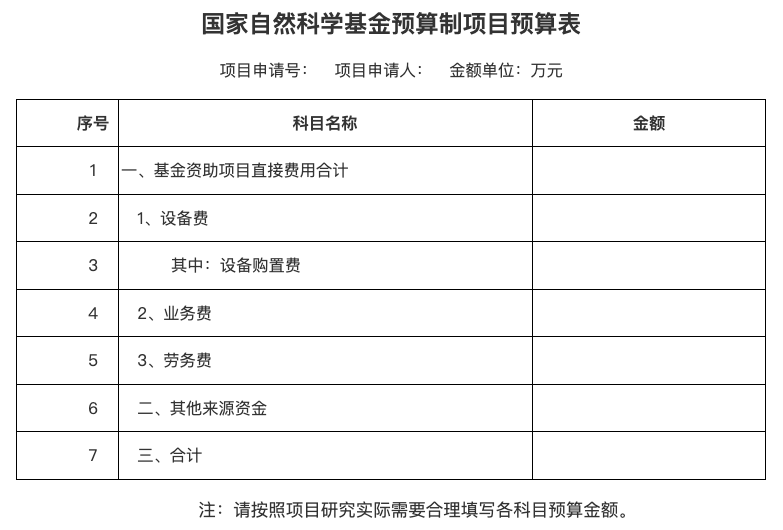 国家自然科学基金预算制项目预算表
项目申请号： 项目申请人： 金额单位：万元
序号 科目名称 金额
1 一、基金资助项目直接费用合计
2 1、设备费
3 其中：设备购置费
4 2、业务费
5 3、劳务费
6 二、其他来源资金
7 三、合计
注：请按照项目研究实际需要合理填写各科目预算金额。